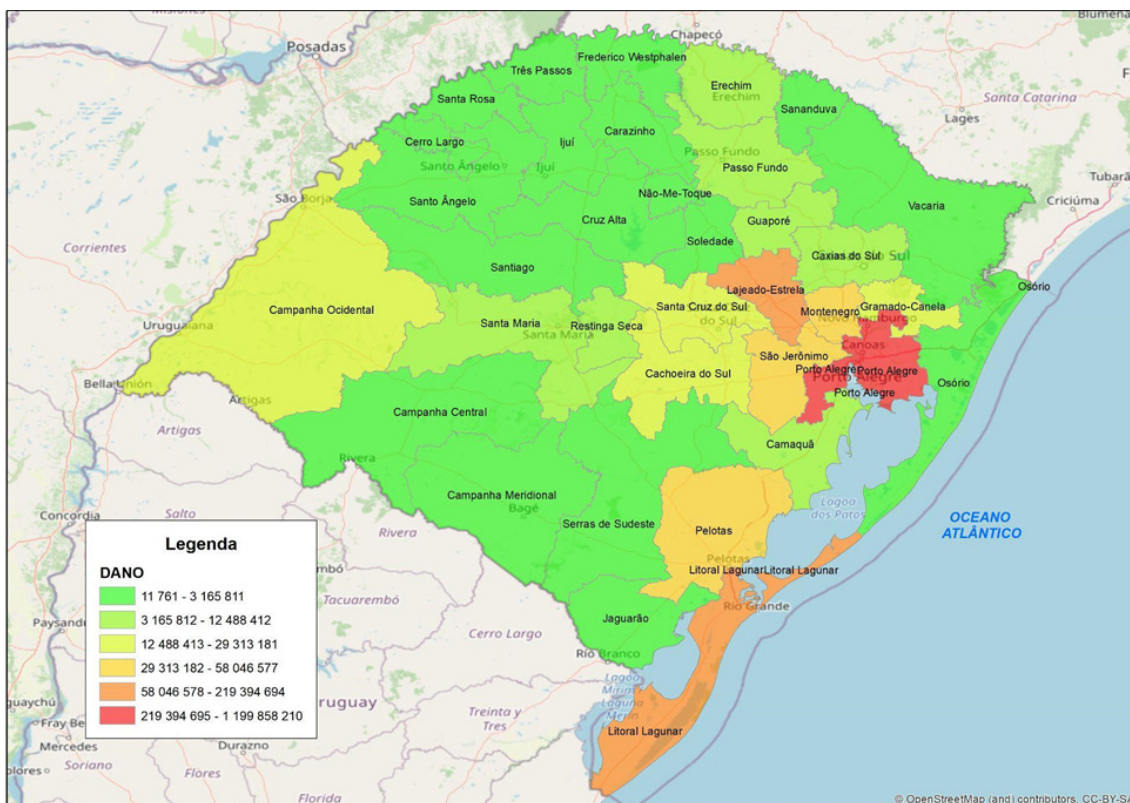 Posadas
Chapecó
Blumenau
Frederico Westphalen
Três Passos
Erechim
Erechim
Santa Catarina
Santa Rosa
Sananduva
Lages
Carazinho
Cerro Largo
Ijuí
Passo Fundo
Santo Ângelo
Ijuí
Passo Fundo
Tubarão
São Borja
Não-Me-Toque
Criciúma
Santo Ângelo
Vacaria
Cruz Alta
Guaporé
Corrientes
Soledade
Caxias do Sul
Santiago
Osório
Lajeado-Estrela
Campanha Ocidental
Santa Cruz do Sul
Gramado-Canela
Montenegro
Novo Hamburgo
Uruguaiana
Santa Maria
Restinga Seca
Santa Maria
Canoas
São Jerônimo
Cachoeira do Sul
Porto Alegre
Porto Alegre
Porto Alegre
Bella Unión
Porto Alegre
Osório
Artigas
Campanha Central
Camaquã
Artigas
Rivera
Campanha Meridional
Lagoa dos Patos
Bagé
Concordia
Salto
Rivera
Serras de Sudeste
Pelotas
OCEANO
ATLÂNTICO
Pelotas
Litoral Lagunar
Litoral Lagunar
Rio Grande
Tacuarembó
Jaguarão
Paysandú
Cerro Largo
Río Branco
Treinta y
Tres
Litoral Lagunar
Mercedes
Soriano
Durazno
Flores
Florida
Legenda
DANO
11 761 - 3 165 811
3 165 812 - 12 488 412
12 488 413 - 29 313 181
29 313 182 - 58 046 577
58 046 578 - 219 394 694
219 394 695 - 1 199 858 210
© OpenStreetMap (and) contributors, CC-BY-SA